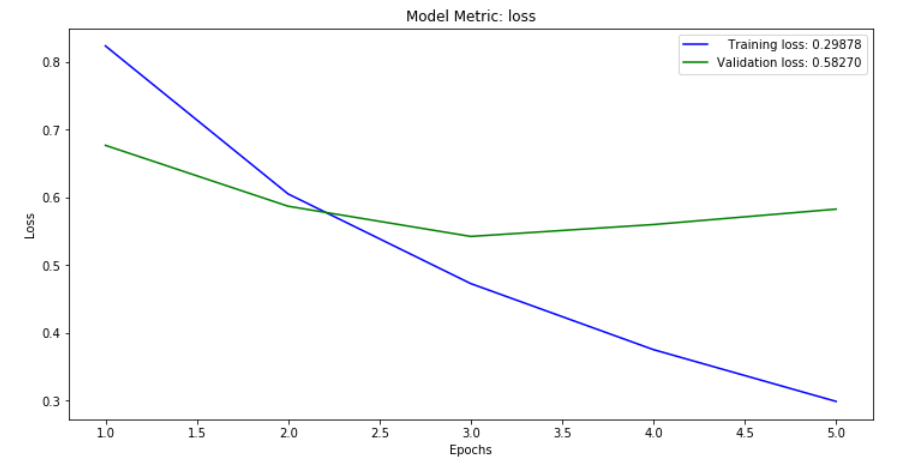 Model Metric: loss
Training loss: 0.29878
Validation loss: 0.58270
0.8
0.7
0.6
0.5
0.4
0.3
Loss
1.0 1.5 2.0 2.5 3.0 3.5 4.0 4.5 5.0
Epochs